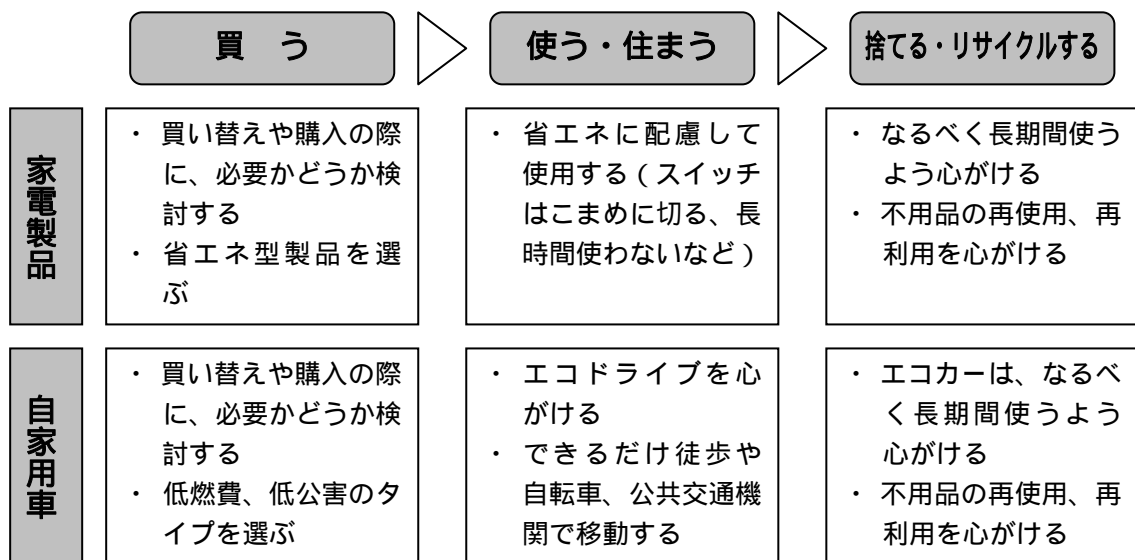 買　う
使う・住まう
捨てる・リサイクルする
家電製品
・ 買い替えや購入の際
に、必要かどうか検
討する
・ 省エネ型製品を選
ぶ
・ 省エネに配慮して
使用する（スイッチ
はこまめに切る、長
時間使わないなど）
・ なるべく長期間使う
よう心がける
・ 不用品の再使用、再
利用を心がける
自家用車
・ 買い替えや購入の際
に、必要かどうか検
討する
・ 低燃費、低公害のタ
イプを選ぶ
・ エコドライブを心
がける
・ できるだけ徒歩や
自転車、公共交通機
関で移動する
・ エコカーは、なるべ
く長期間使うよう
心がける
・ 不用品の再使用、再
利用を心がける